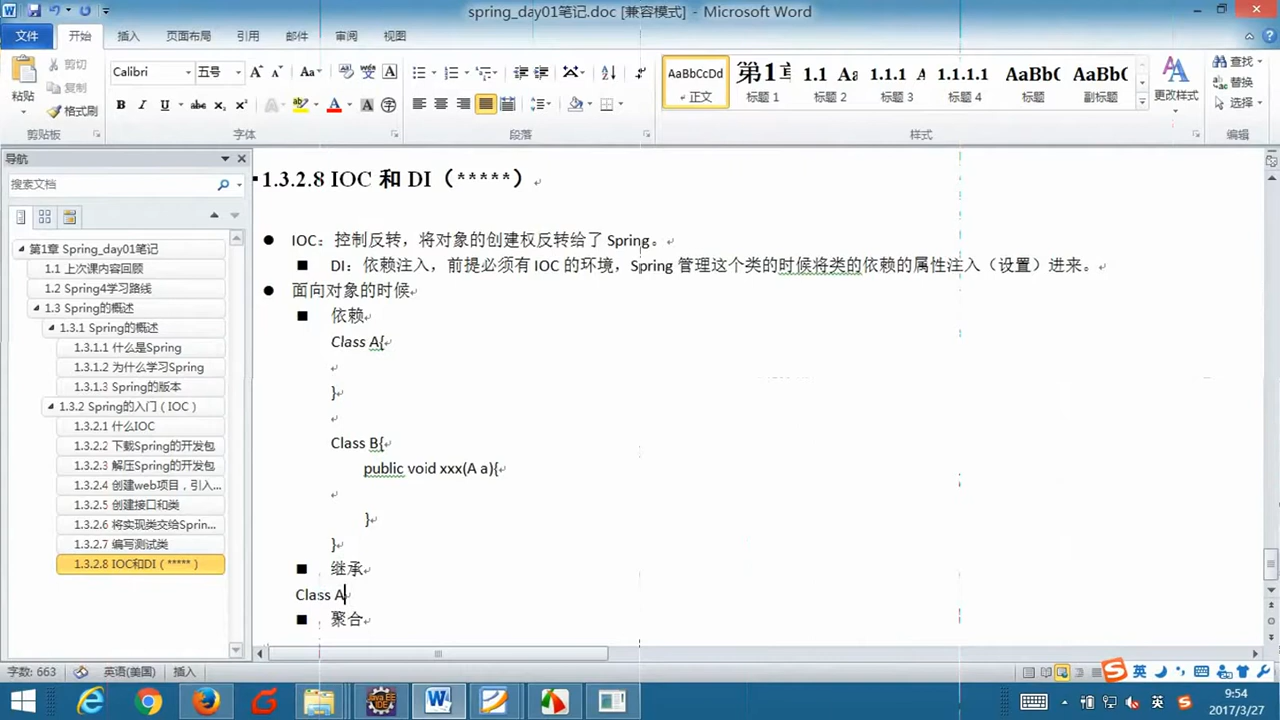 spring_day01笔记.doc [兼容模式] - Microsoft Word
文件 开始 插入 页面布局 引用 邮件 审阅 视图
粘贴 剪切 复制 格式刷
Calibri 五号
AaBbCcDd 第1章 1.1 Aa 1.1.1 A 1.1.1.1 AaBbC AaBbC
正文 标题 1 标题 2 标题 3 标题 4 标题 副标题
更改样式 查找 替换 选择
剪贴板 字体 段落 样式 编辑
导航
搜索文档
第1章 Spring_day01笔记
1.1 上次课内容回顾
1.2 Spring4学习路线
1.3 Spring的概述
1.3.1 Spring的概述
1.3.1.1 什么是Spring
1.3.1.2 为什么学习Spring
1.3.1.3 Spring的版本
1.3.2 Spring的入门（IOC）
1.3.2.1 什么IOC
1.3.2.2 下载Spring的开发包
1.3.2.3 解压Spring的开发包
1.3.2.4 创建web项目，引入...
1.3.2.5 创建接口和类
1.3.2.6 将实现类交给Sprin...
1.3.2.7 编写测试类
1.3.2.8 IOC和DI（*****）
1.3.2.8 IOC 和 DI（*****）
IOC：控制反转，将对象的创建权反转给了 Spring。
DI：依赖注入，前提必须有 IOC 的环境，Spring 管理这个类的时候将类的依赖的属性注入（设置）进来。
面向对象的时候
依赖
Class A{
}
Class B{
public void xxx(A a){
}
}
继承
Class A
聚合
字数: 663 英语(美国) 插入
英
英
9:54
2017/3/27